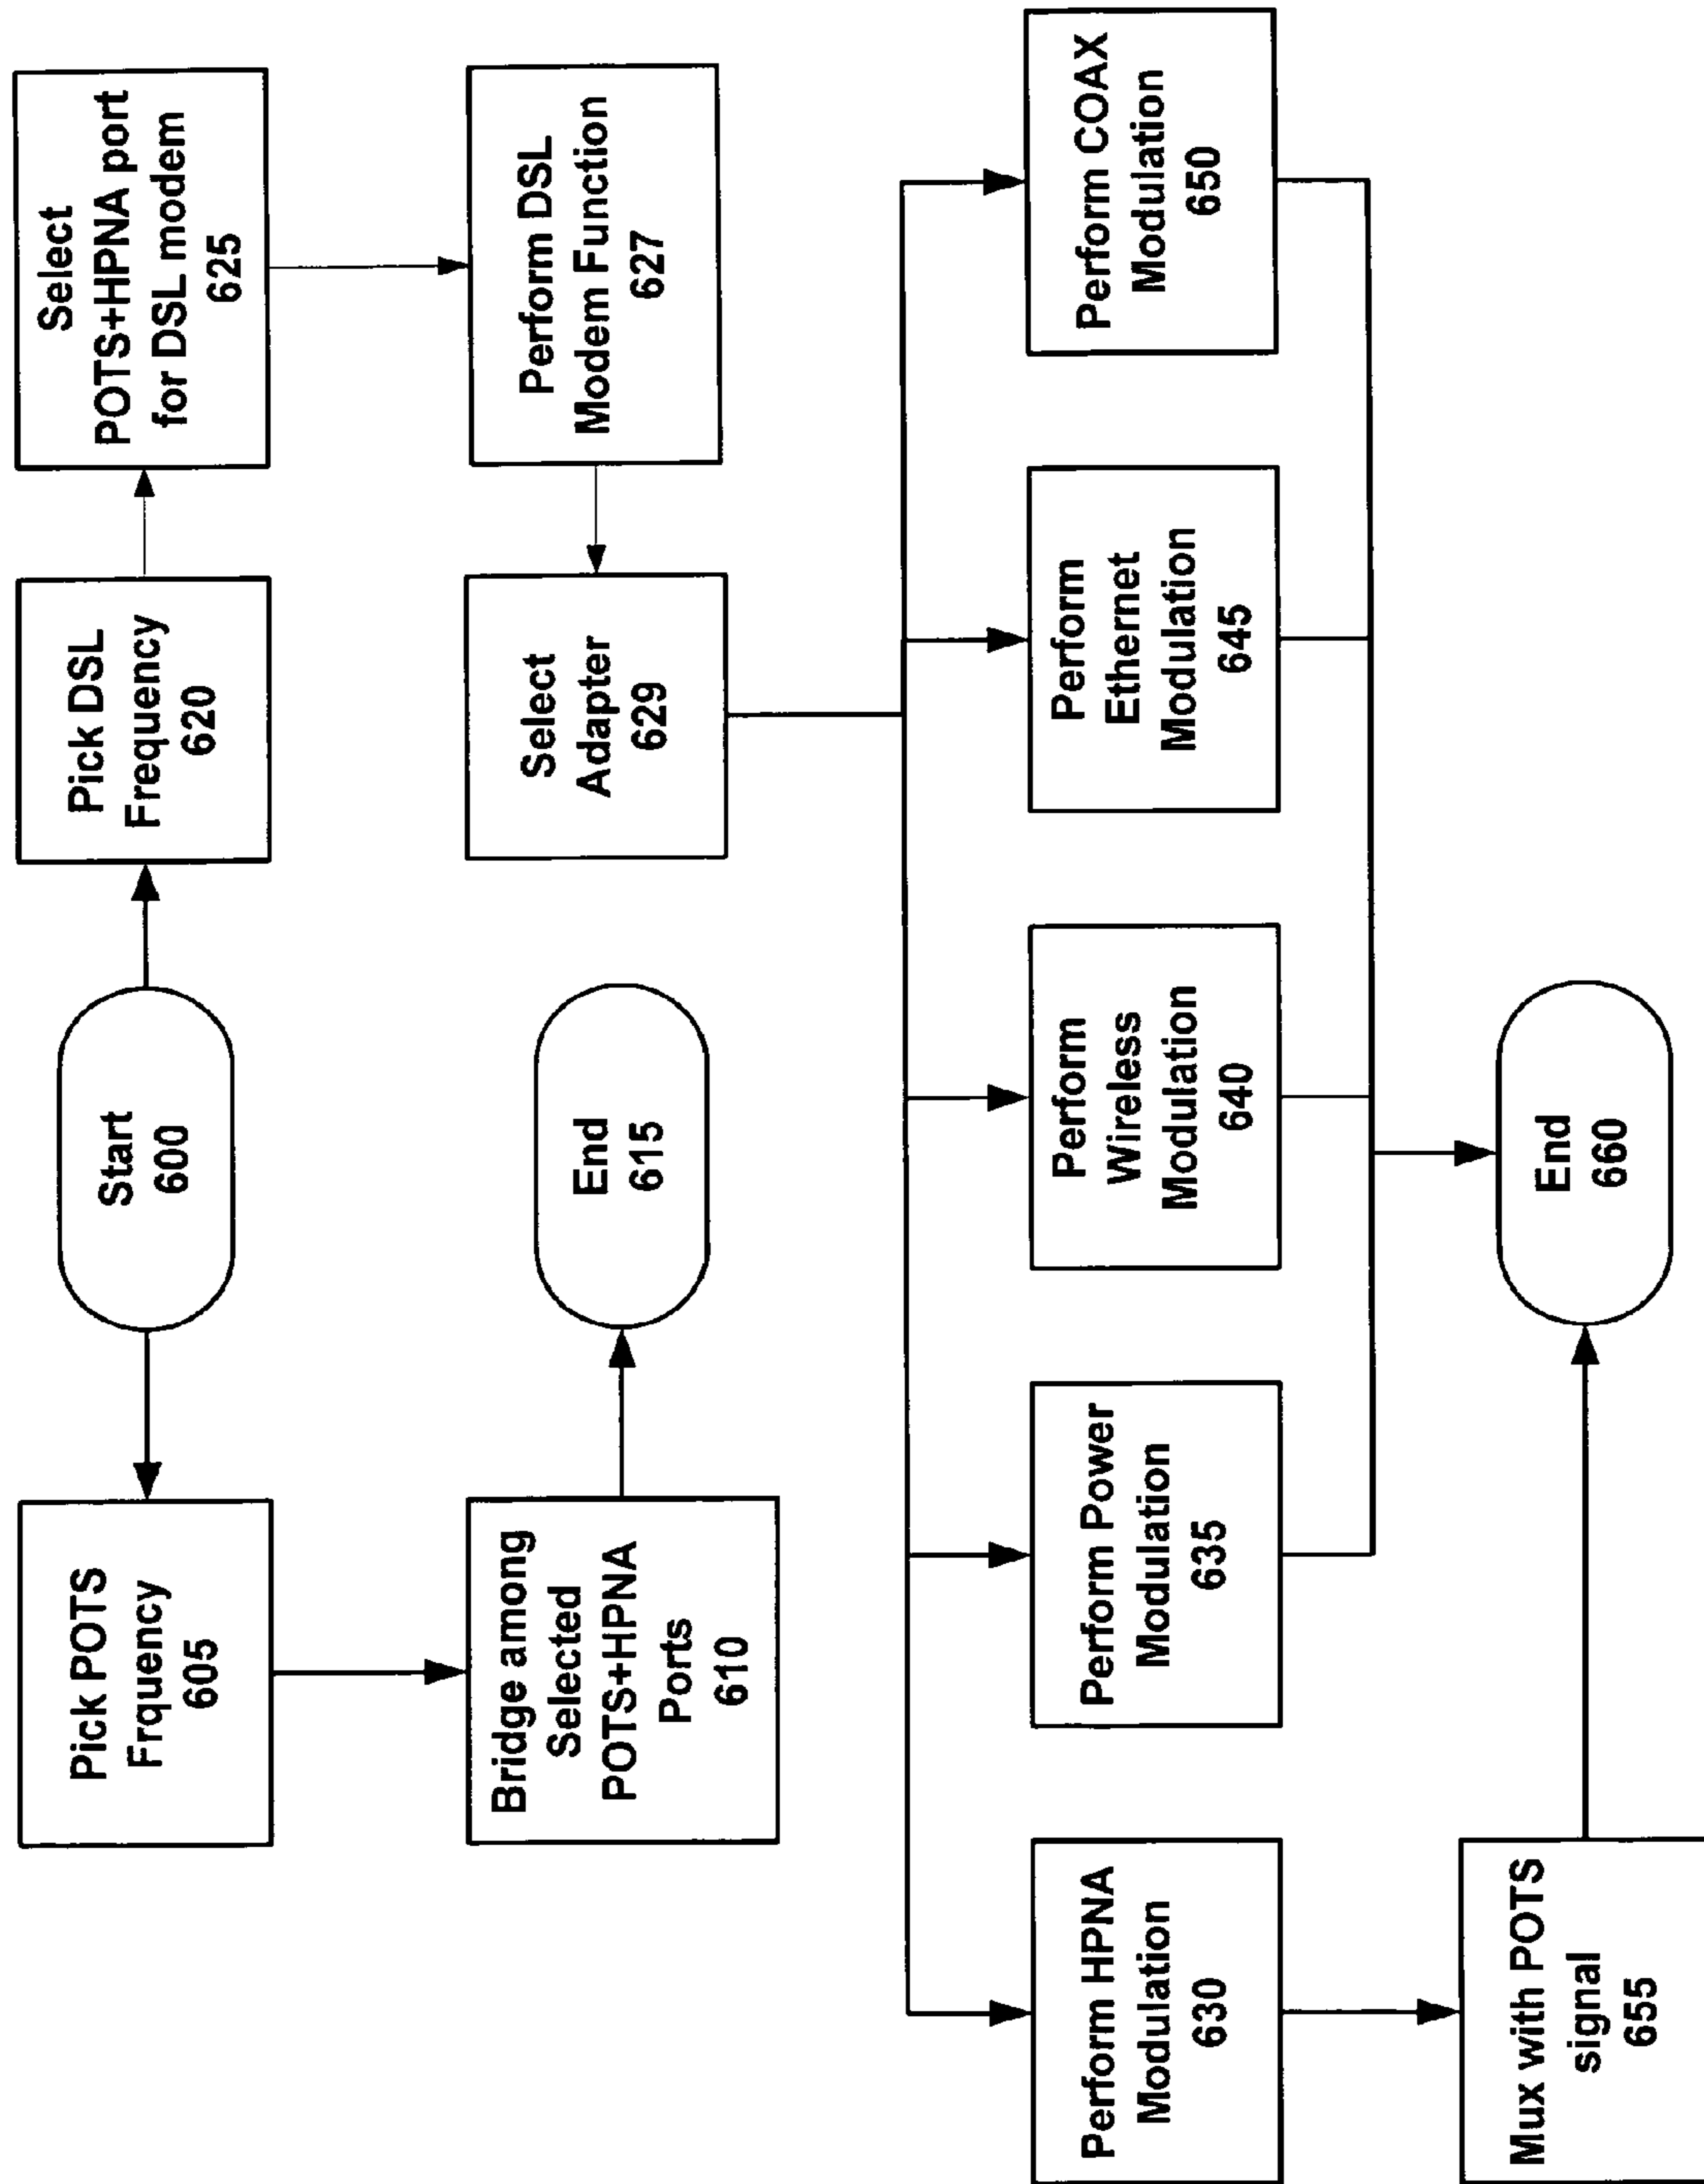 Start
600
Pick POTS
Frquency
605
Bridge among
Selected
POTS+HPNA
Ports
610
End
615
Pick DSL
Frequency
620
Select
POTS+HPNA port
for DSL modem
625
Perform DSL
Modem Function
627
Select
Adapter
629
Perform HPNA
Modulation
630
Perform Power
Modulation
635
Perform
Wireless
Modulation
640
Perform
Ethernet
Modulation
645
Perform COAX
Modulation
650
Mux with POTS
signal
655
End
660